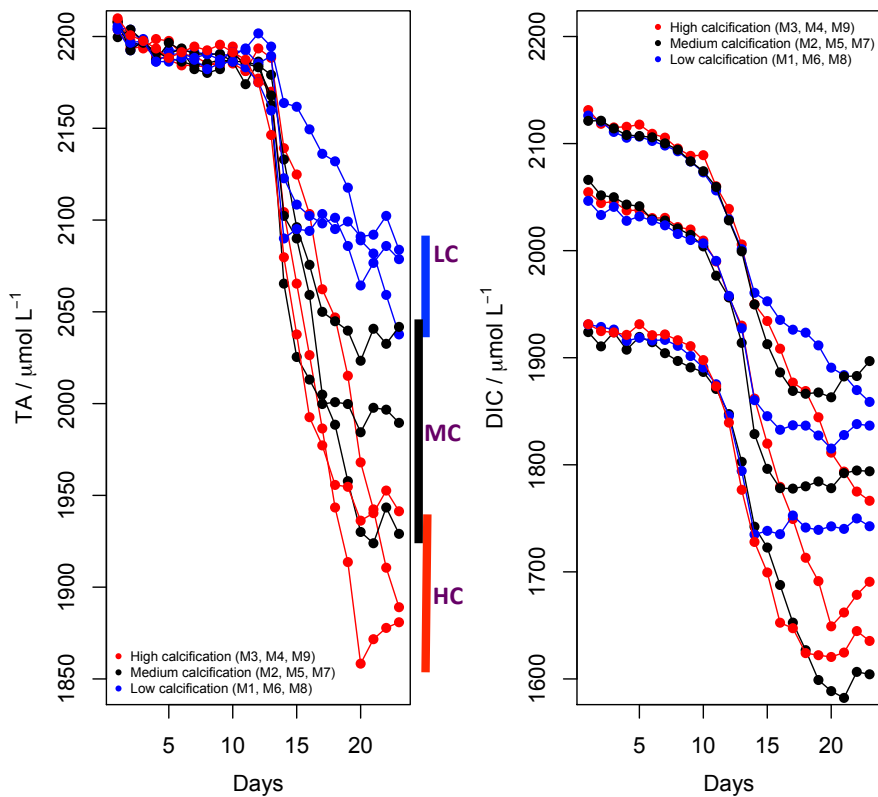 TA / μmol L⁻¹
2200
2150
2100
2050
2000
1950
1900
1850
5
10
15
20
Days
High calcification (M3, M4, M9)
Medium calcification (M2, M5, M7)
Low calcification (M1, M6, M8)
LC
MC
HC
DIC / μmol L⁻¹
2200
2100
2000
1900
1800
1700
1600
5
10
15
20
Days
High calcification (M3, M4, M9)
Medium calcification (M2, M5, M7)
Low calcification (M1, M6, M8)